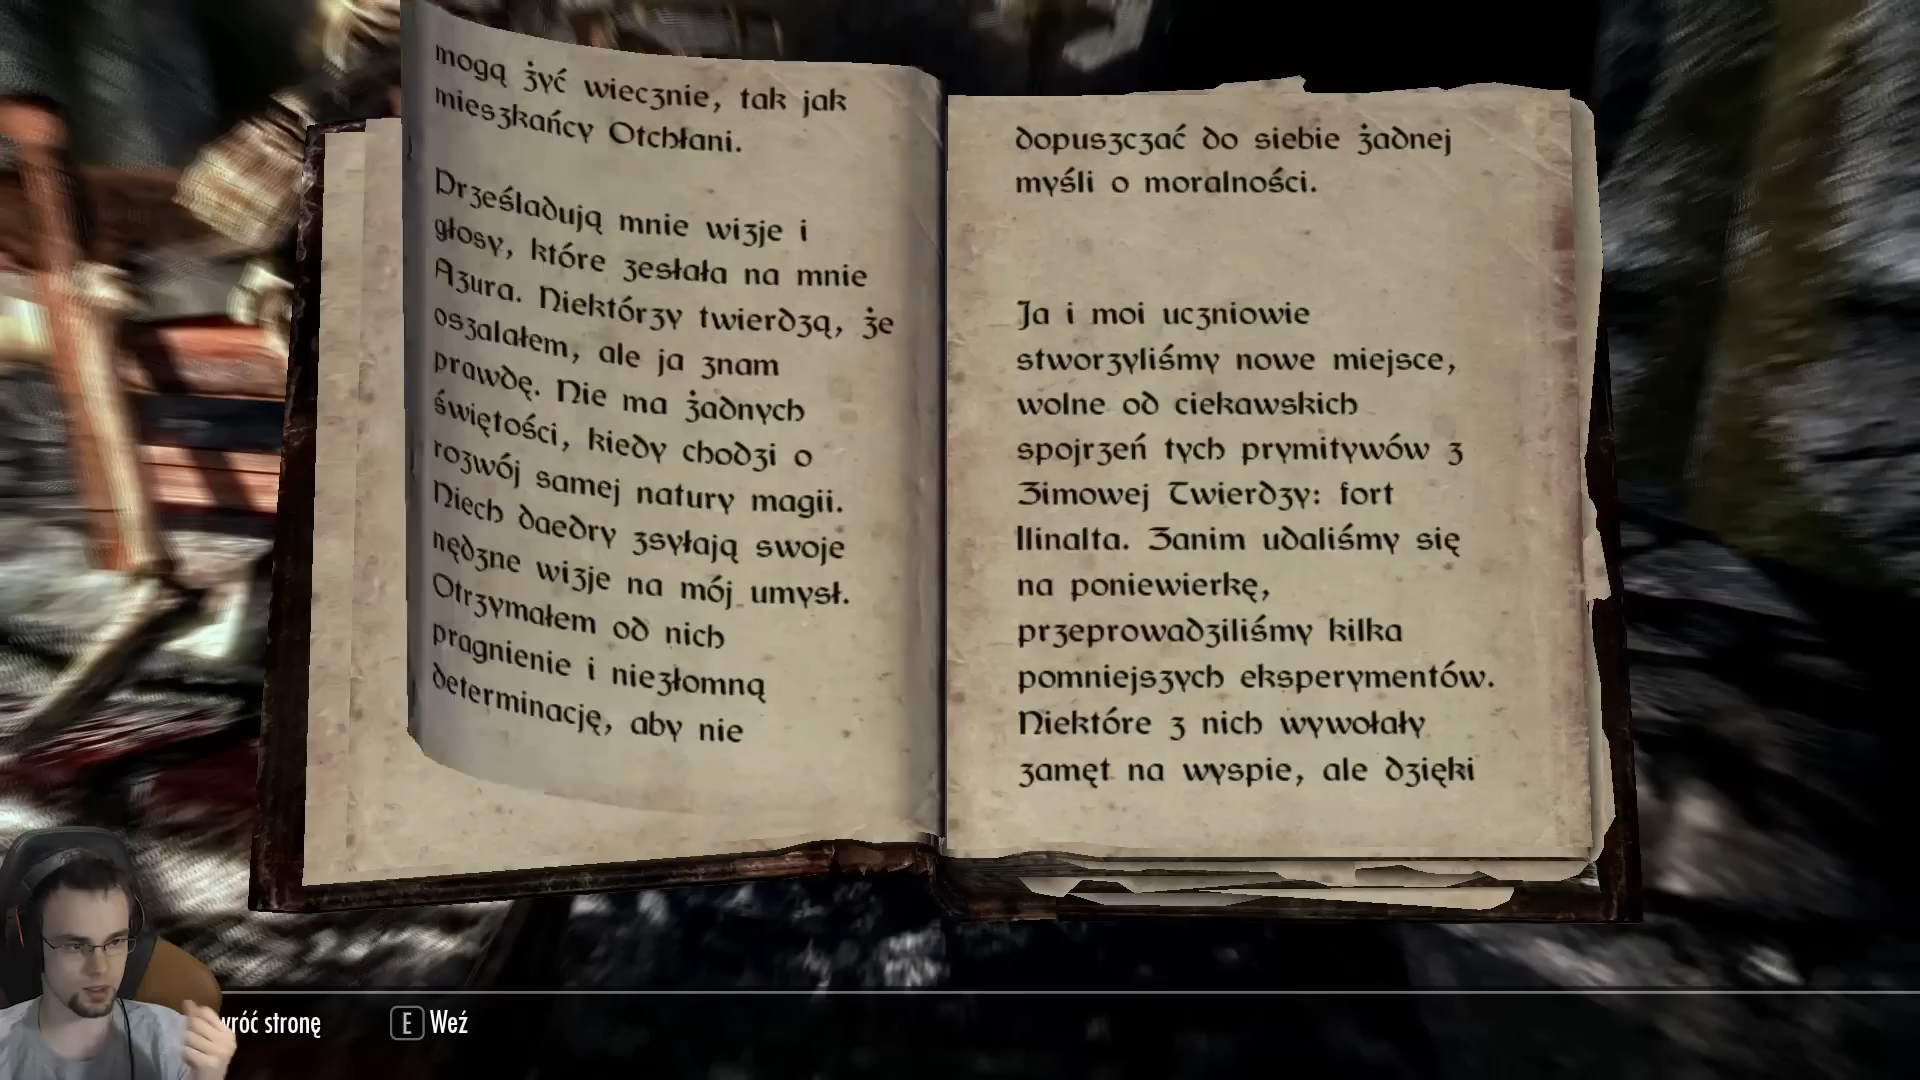 mogą żyć wiecznie, tak jak
mieszkańcy Otchłani.
Prześladują mnie wizje i
głosy, które zesłała na mnie
Azura. Niektórzy twierdzą, że
oszalałem, ale ja znam
prawdę. Nie ma żadnych
świętości, kiedy chodzi o
rozwój samej natury magii.
Niech daedry zsyłają swoje
nędzne wizje na mój umysł.
Otrzymałem od nich
pragnienie i niezłomną
determinację, aby nie
dopuszczać do siebie żadnej
myśli o moralności.
Ja i moi uczniowie
stworzyliśmy nowe miejsce,
wolne od ciekawskich
spojrzeń tych prymitywów z
Zimowej Twierdzy: fort
Ilinalta. Zanim udaliśmy się
na poniewierkę,
przeprowadziliśmy kilka
pomniejszych eksperymentów.
Niektóre z nich wywołały
zamęt na wyspie, ale dzięki
wróć stronę
E Weź